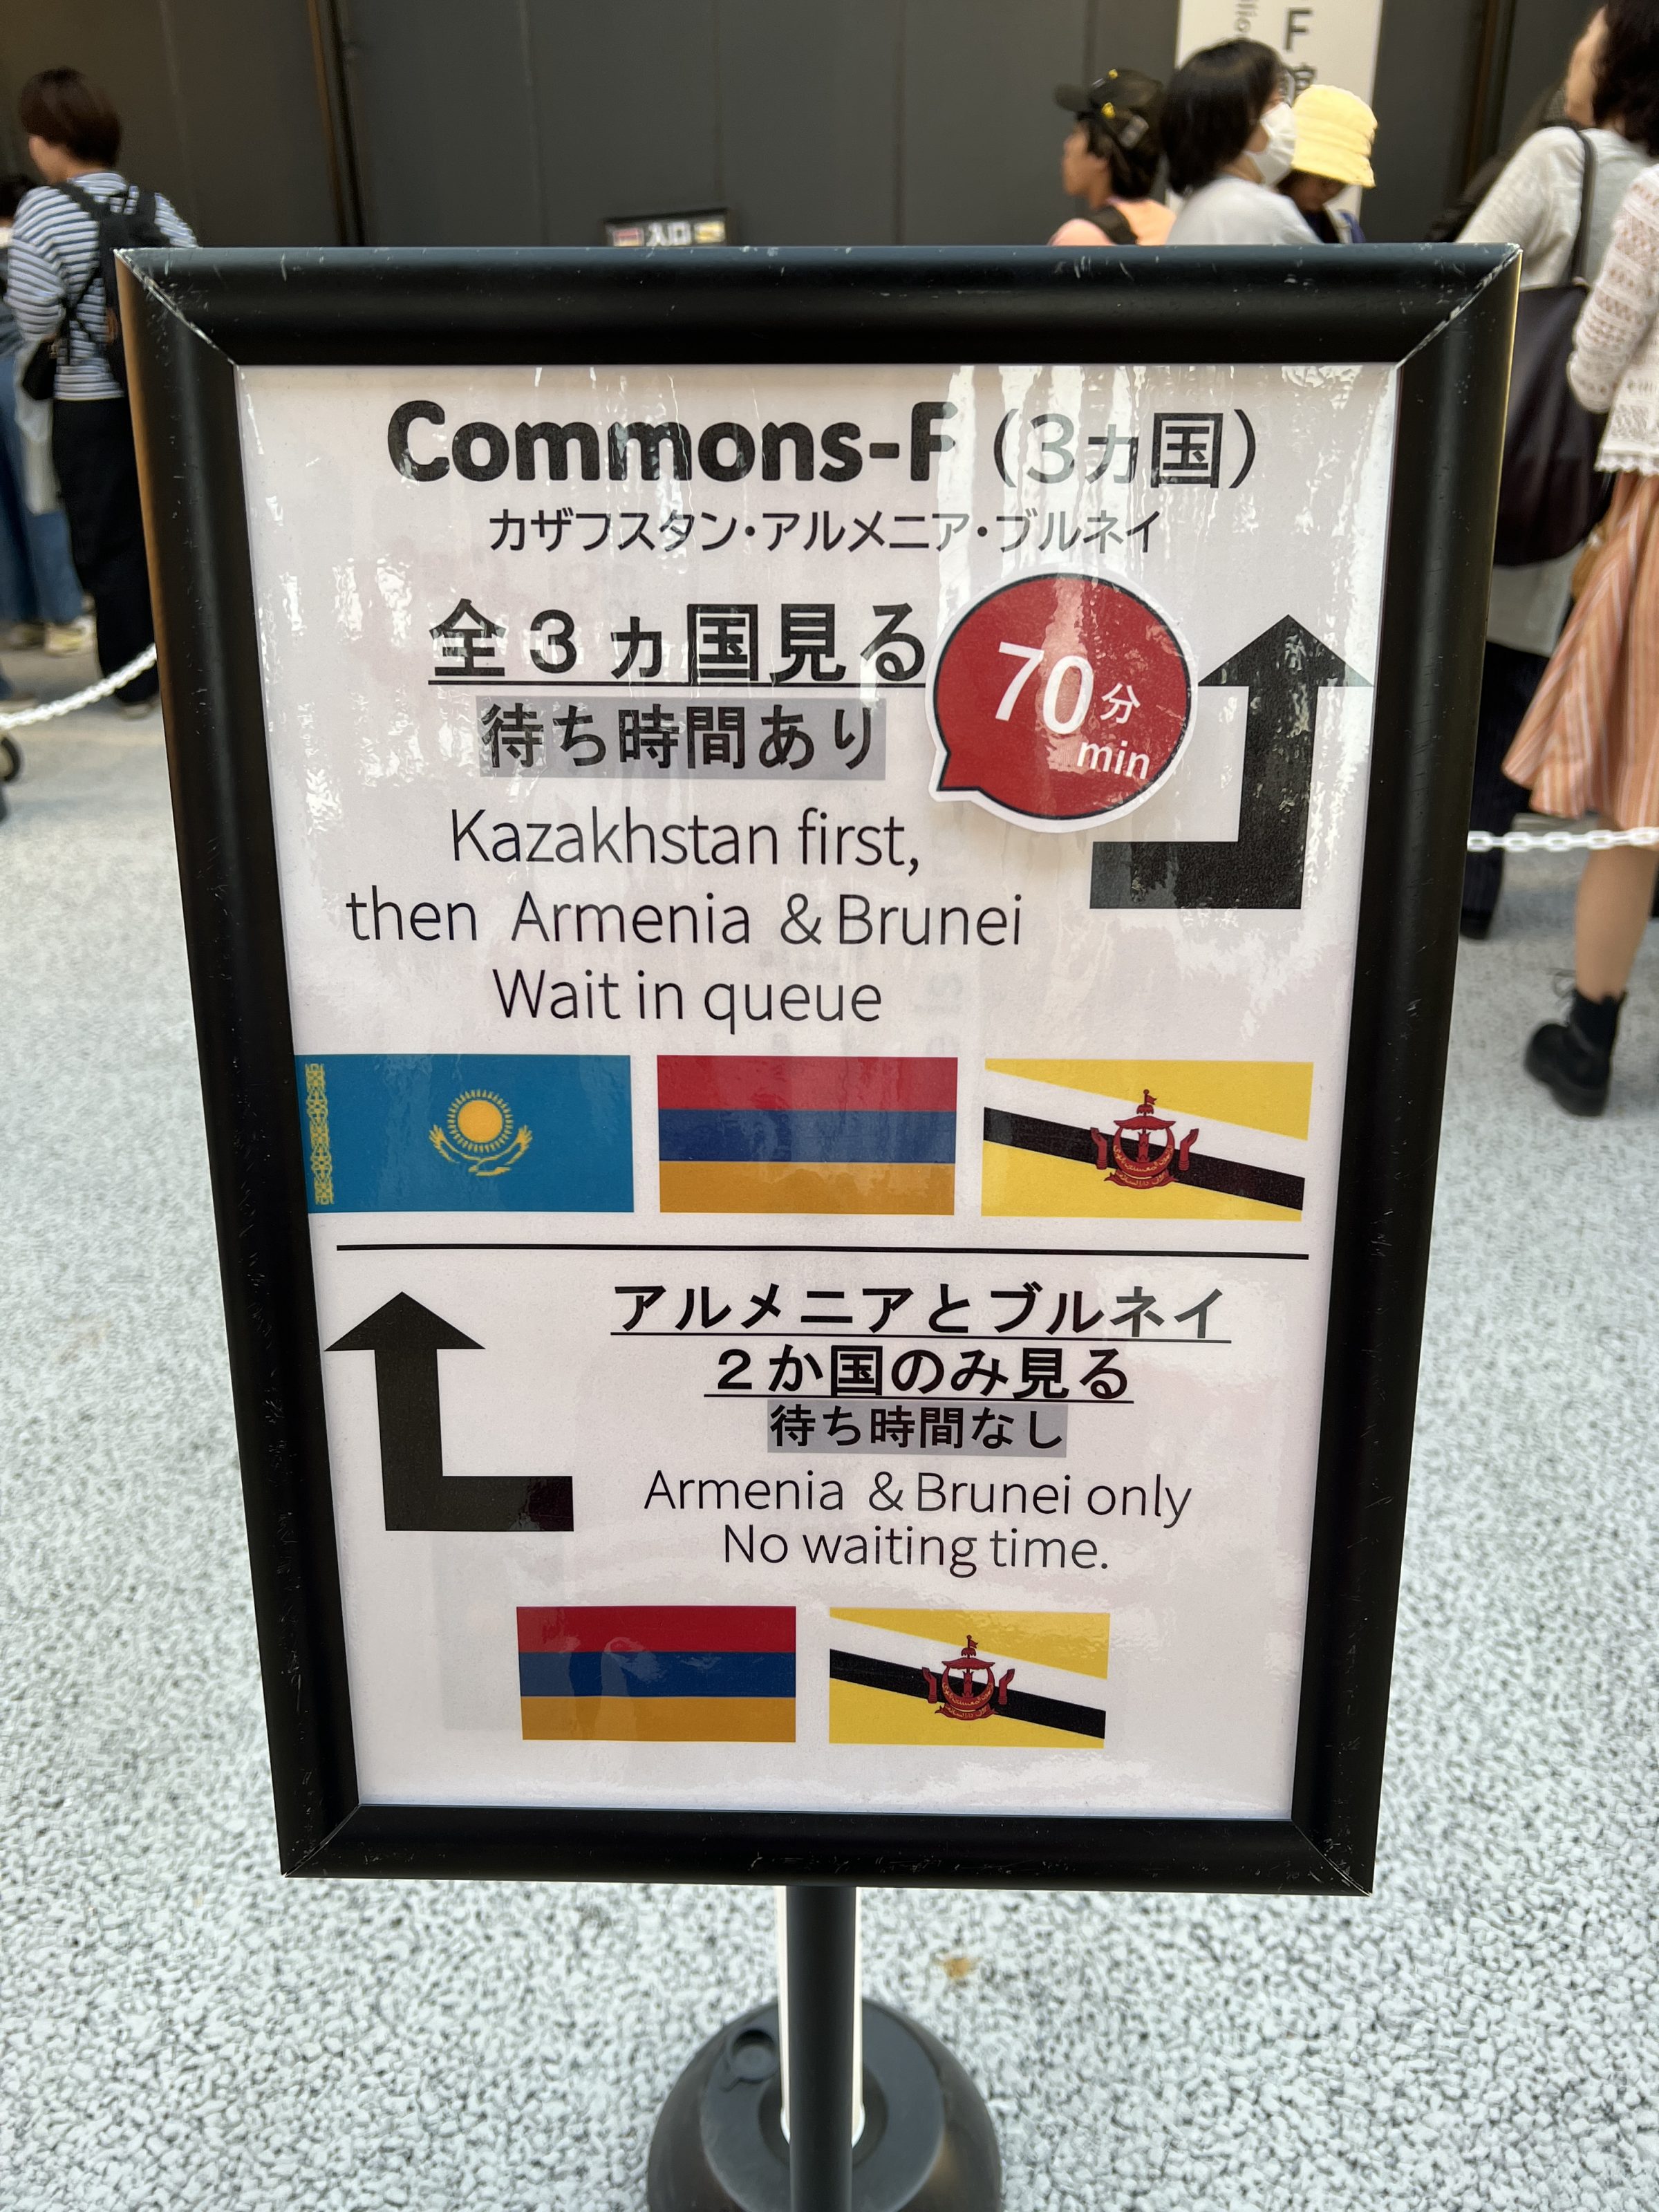 F
入口
Commons-F (3カ国)
カザフスタン・アルメニア・ブルネイ
全3ヵ国見る
待ち時間あり
70分
min
Kazakhstan first,
then Armenia & Brunei
Wait in queue
アルメニアとブルネイ
2か国のみ見る
待ち時間なし
Armenia & Brunei only
No waiting time.